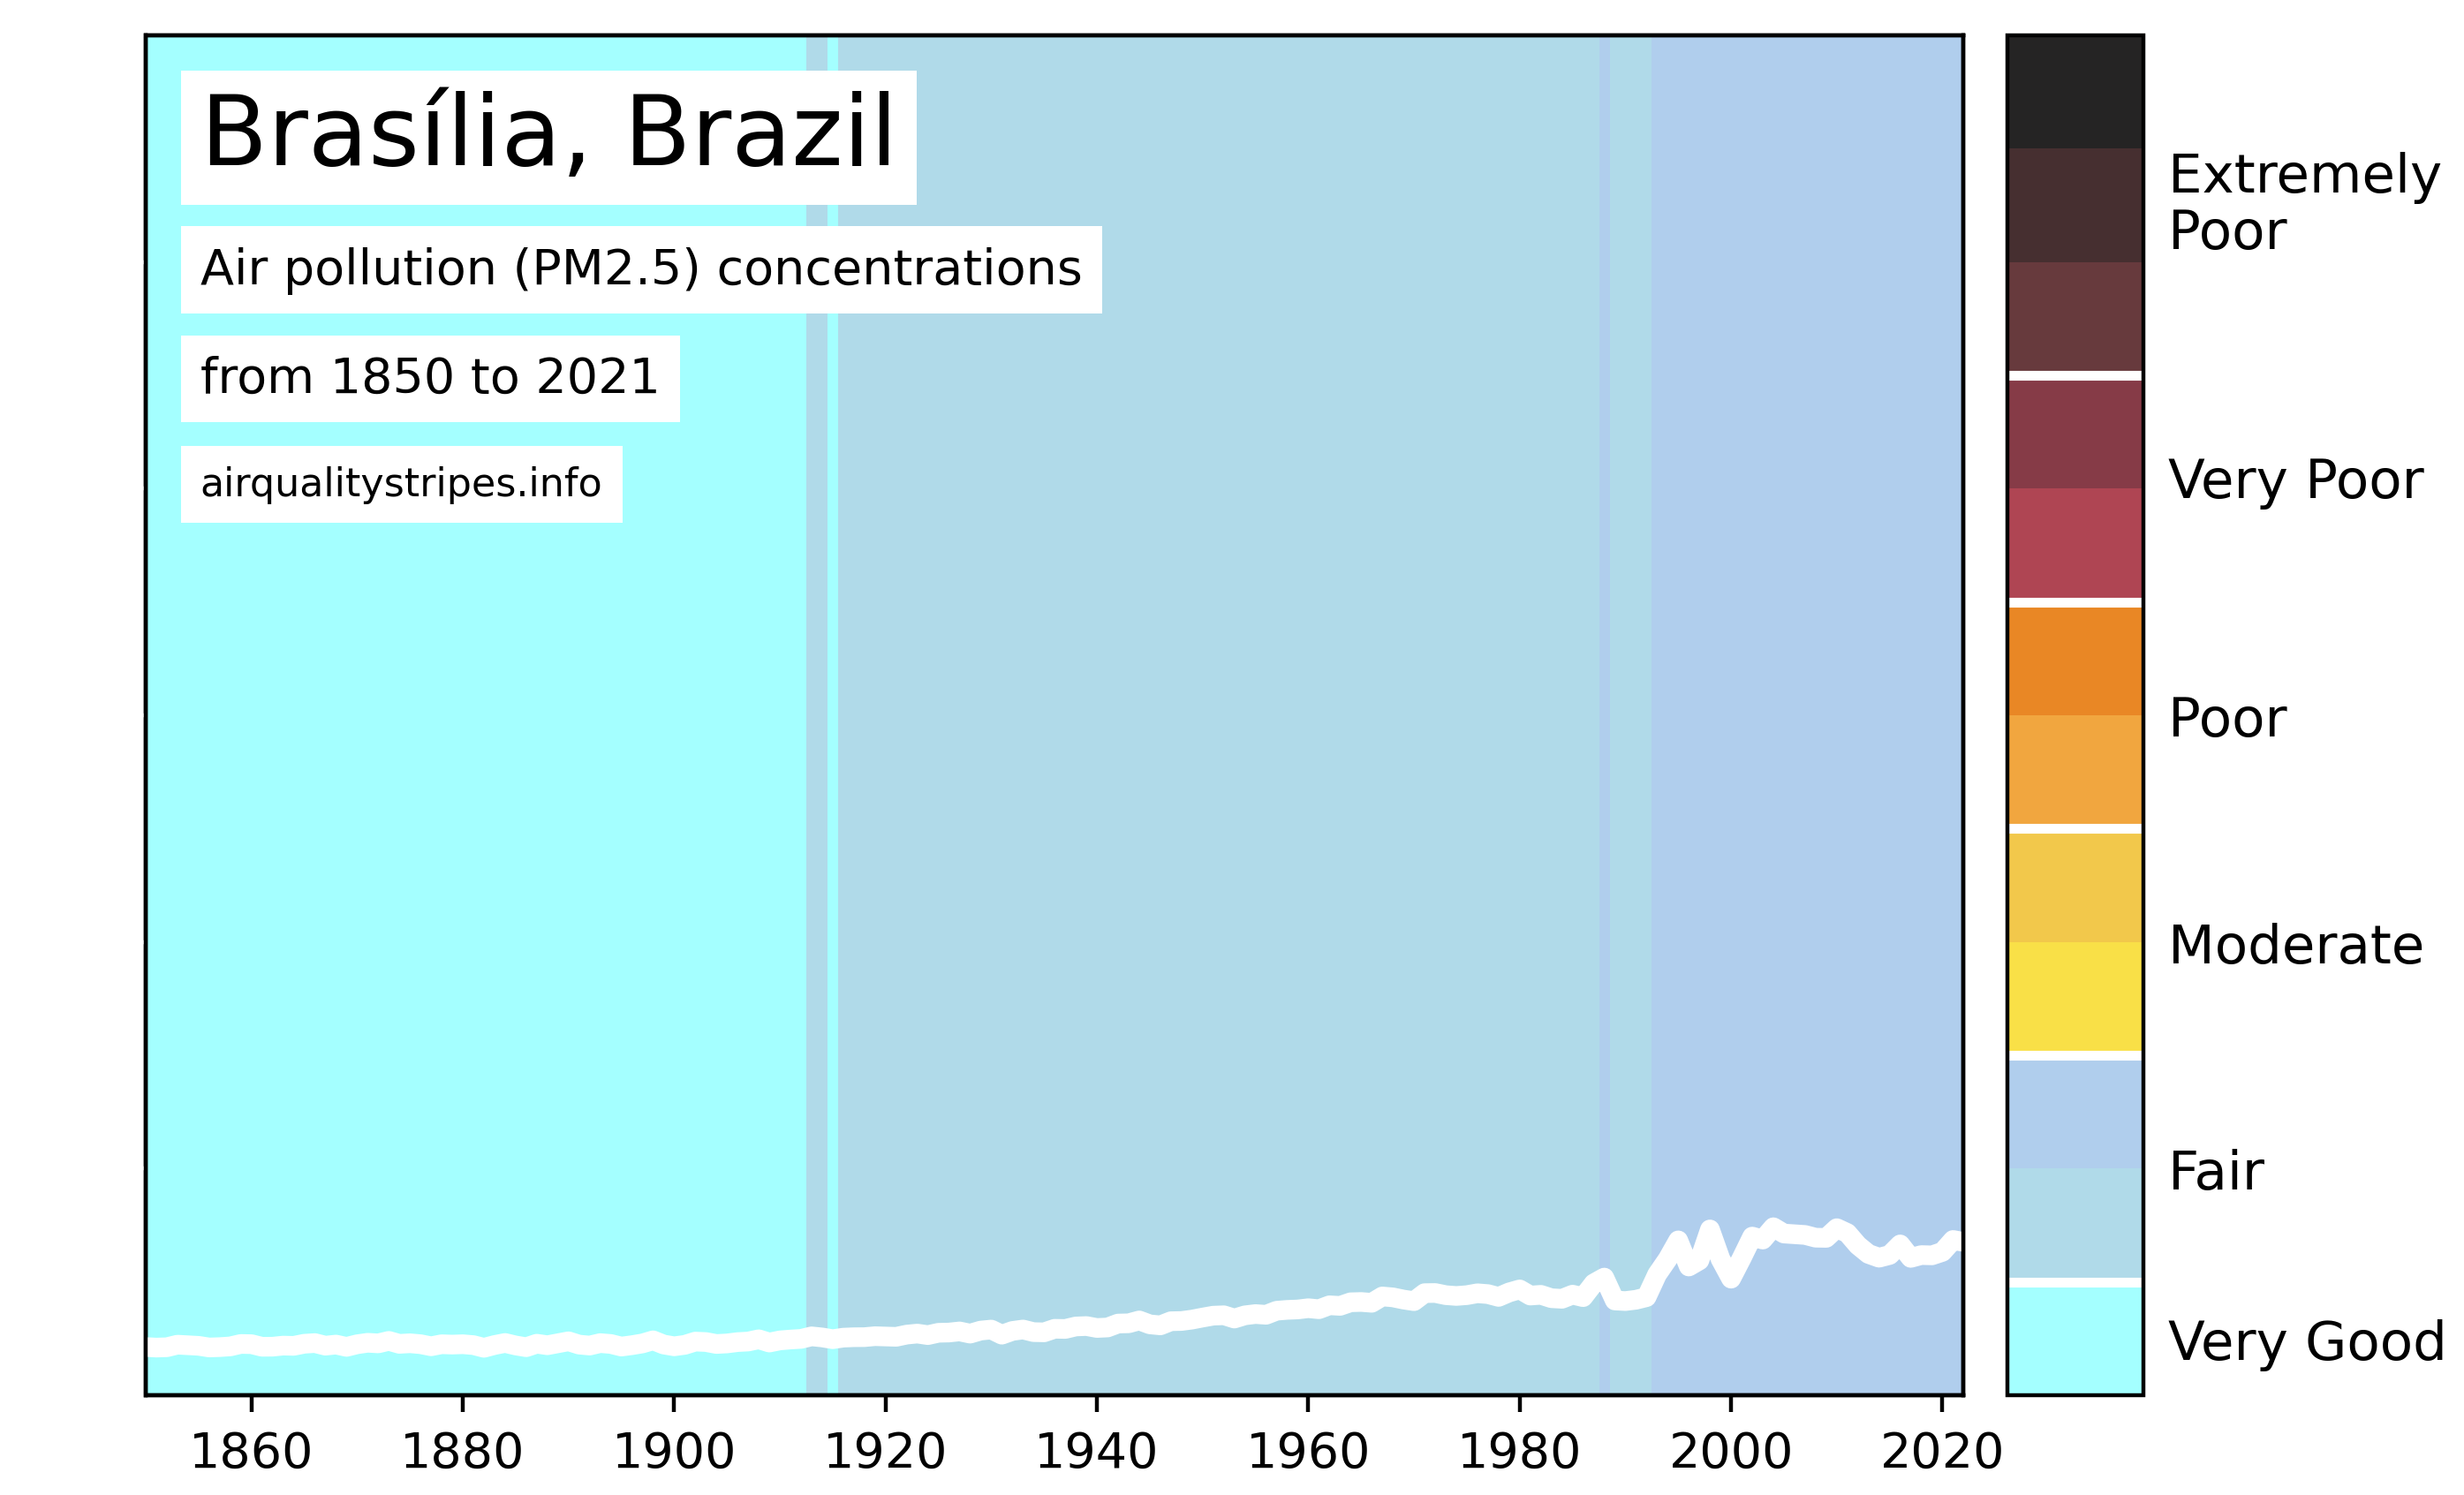 Brasília, Brazil
Air pollution (PM2.5) concentrations
from 1850 to 2021
airqualitystripes.info
Extremely
Poor
Very Poor
Poor
Moderate
Fair
Very Good
1860 1880 1900 1920 1940 1960 1980 2000 2020